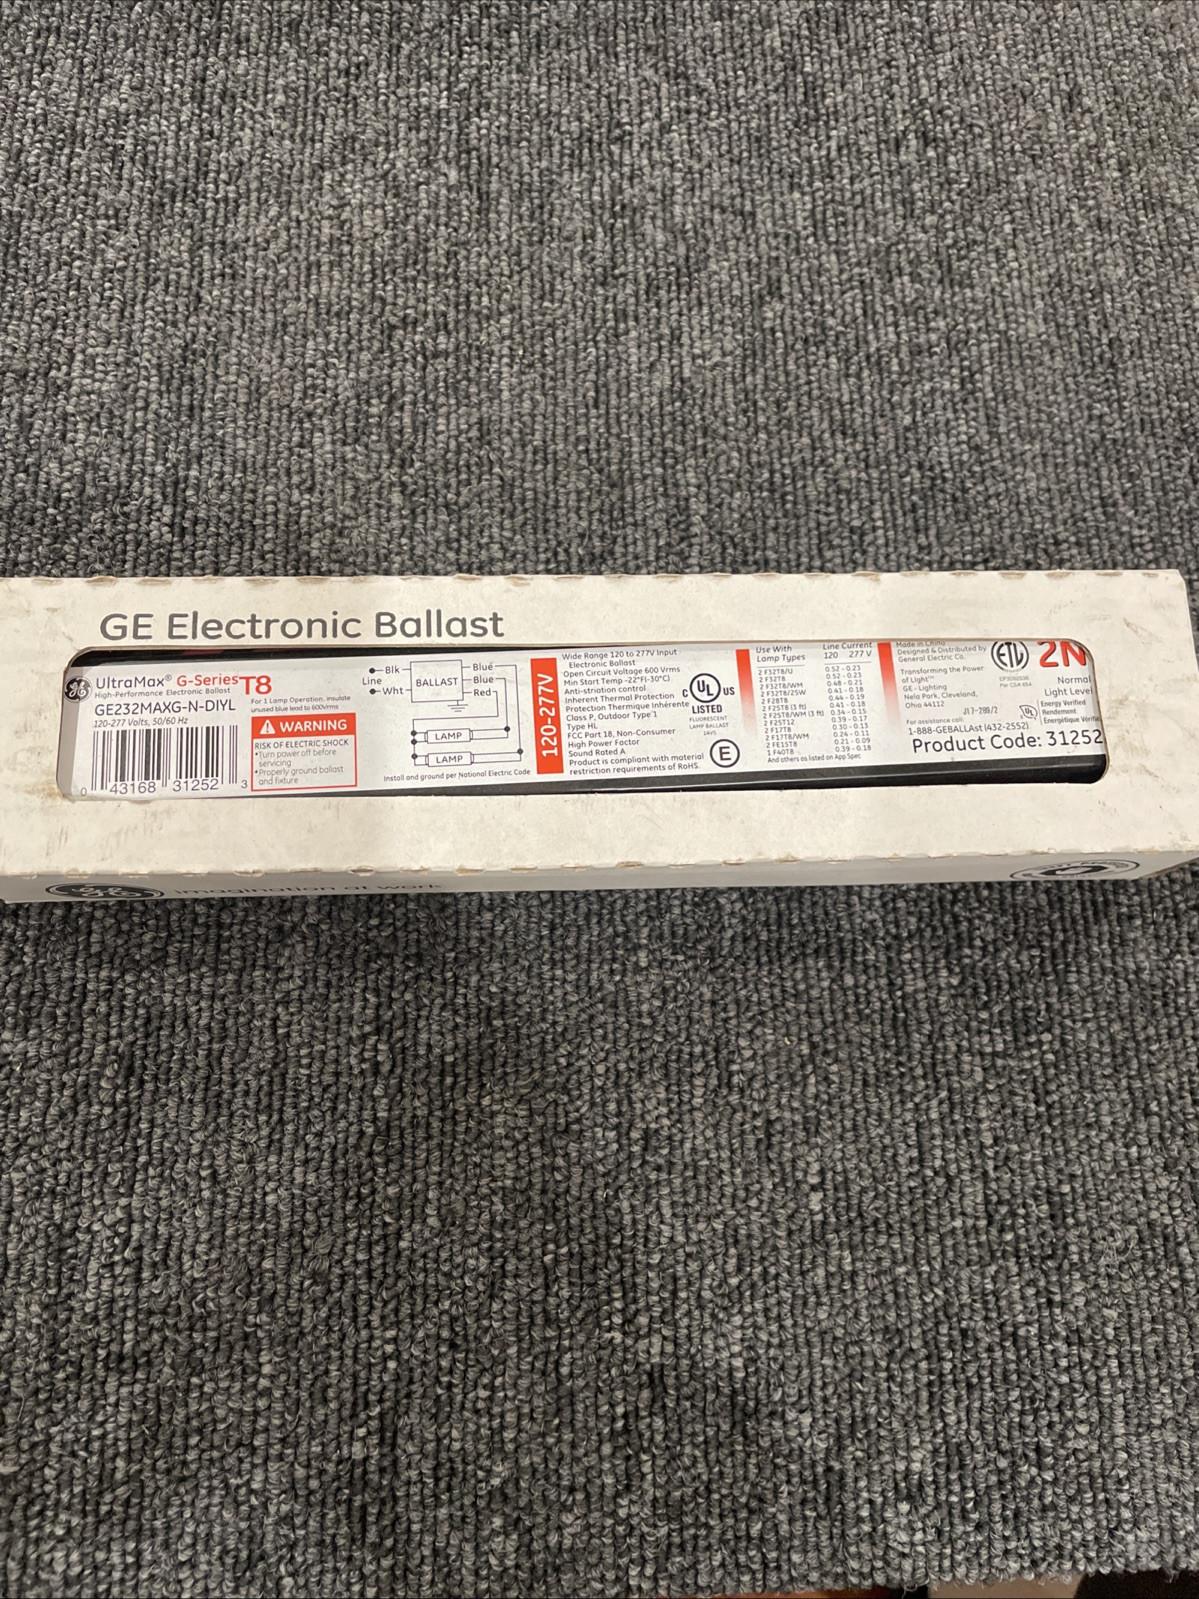 GE Electronic Ballast
UltraMax® G-Series T8
High-Performance Electronic Ballast
GE232MAXG-N-DIYL
120-277 Volts, 50/60 Hz
0 43168 31252 3
For 1 Lamp Operation, insulate
unused blue lead to 600Vrms
WARNING
RISK OF ELECTRIC SHOCK
•Turn power off before
servicing
•Properly ground ballast
and fixture
Blk
Line
Wht
BALLAST
Blue
Blue
Red
LAMP
LAMP
Install and ground per National Electric Code
120-277V
Wide Range 120 to 277V Input
Electronic Ballast
Open Circuit Voltage 600 Vrms
Min Start Temp -22°F(-30°C)
Anti-striation control
Inherent Thermal Protection
Protection Thermique Inhérente
Class P, Outdoor Type 1
Type HL
FCC Part 18, Non-Consumer
High Power Factor
Sound Rated A
Product is compliant with material
restriction requirements of RoHS.
C UL US
LISTED
FLUORESCENT
LAMP BALLAST
14V5
E
Use With
Lamp Types
Line Current
120 277 V
2 F32T8/U 0.52 - 0.23
2 F32T8 0.52 - 0.23
2 F32T8/WM 0.48 - 0.21
2 F32T8/25W 0.41 - 0.18
2 F28T8 0.44 - 0.19
2 F25T8 (3 ft) 0.41 - 0.18
2 F25T8/WM (3 ft) 0.34 - 0.15
2 F25T12 0.39 - 0.17
2 F17T8 0.30 - 0.13
2 F17T8/WM 0.24 - 0.11
2 FE15T8 0.21 - 0.09
1 F40T8 0.39 - 0.18
And others as listed on App Spec
Made in China
Designed & Distributed by
General Electric Co.
Transforming the Power
of Light™
GE - Lighting
Nela Park, Cleveland,
Ohio 44112
For assistance call:
1-888-GEBALLAst (432-2552)
Product Code: 31252
ETL
Per CSA 654
2N
Normal
Light Level
Energy Verified
Rendement
Energétique
UL
GE imagination at work